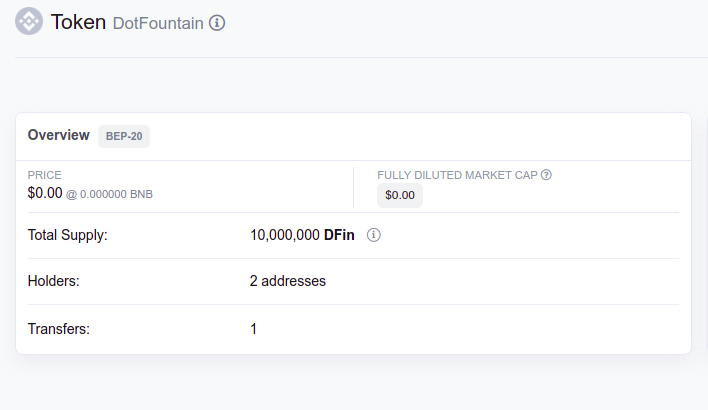 Token DotFountain
Overview BEP-20
PRICE
$0.00 @ 0.000000 BNB
FULLY DILUTED MARKET CAP
$0.00
Total Supply: 10,000,000 DFin
Holders: 2 addresses
Transfers: 1